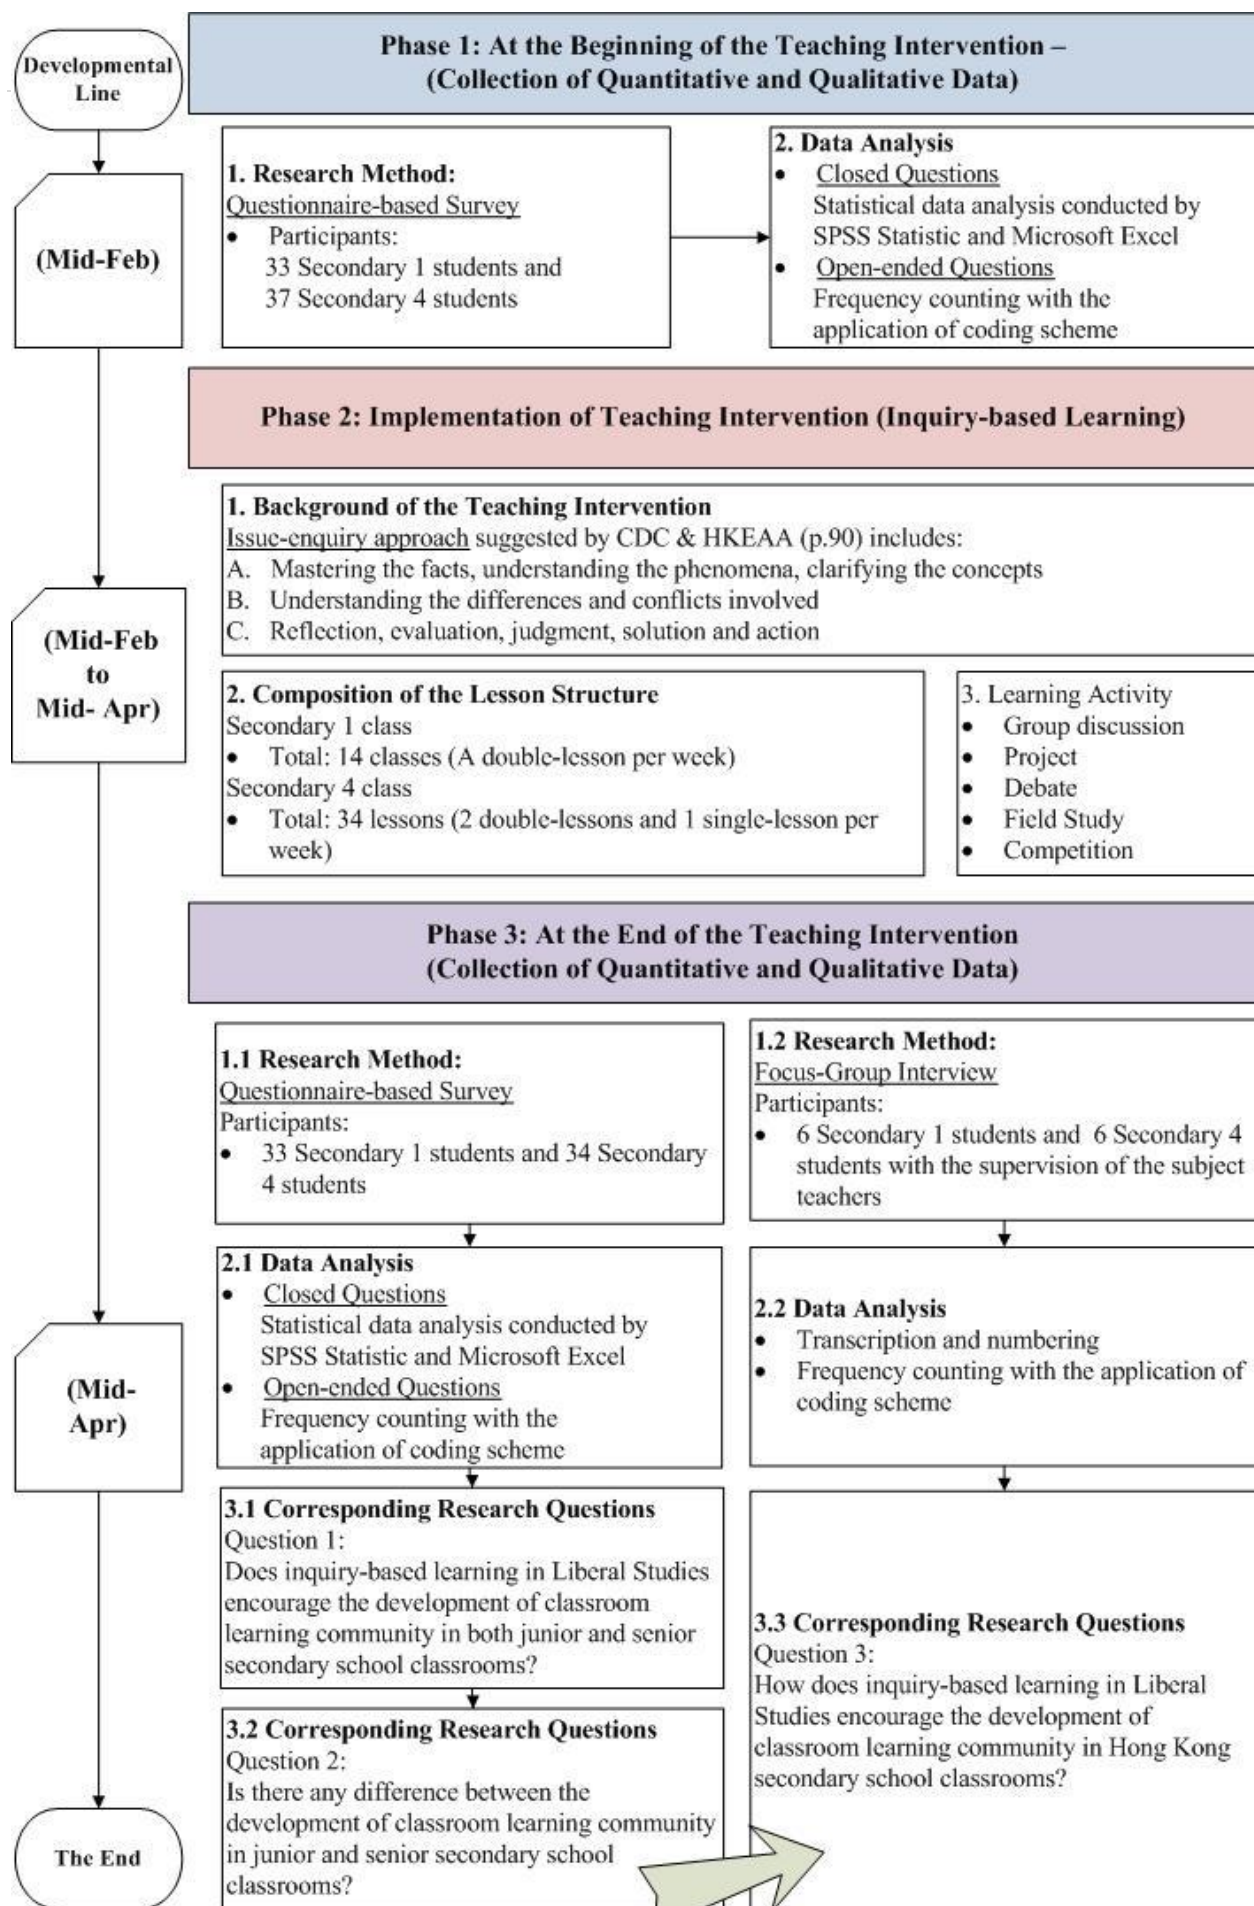 Developmental
Line
Phase 1: At the Beginning of the Teaching Intervention –
(Collection of Quantitative and Qualitative Data)
(Mid-Feb)
1. Research Method:
Questionnaire-based Survey
• Participants:
33 Secondary 1 students and
37 Secondary 4 students
2. Data Analysis
• Closed Questions
Statistical data analysis conducted by
SPSS Statistic and Microsoft Excel
• Open-ended Questions
Frequency counting with the
application of coding scheme
Phase 2: Implementation of Teaching Intervention (Inquiry-based Learning)
(Mid-Feb
to
Mid- Apr)
1. Background of the Teaching Intervention
Issue-enquiry approach suggested by CDC & HKEAA (p.90) includes:
A. Mastering the facts, understanding the phenomena, clarifying the concepts
B. Understanding the differences and conflicts involved
C. Reflection, evaluation, judgment, solution and action
2. Composition of the Lesson Structure
Secondary 1 class
• Total: 14 classes (A double-lesson per week)
Secondary 4 class
• Total: 34 lessons (2 double-lessons and 1 single-lesson per
week)
3. Learning Activity
• Group discussion
• Project
• Debate
• Field Study
• Competition
Phase 3: At the End of the Teaching Intervention
(Collection of Quantitative and Qualitative Data)
(Mid-
Apr)
1.1 Research Method:
Questionnaire-based Survey
Participants:
• 33 Secondary 1 students and 34 Secondary
4 students
1.2 Research Method:
Focus-Group Interview
Participants:
• 6 Secondary 1 students and 6 Secondary 4
students with the supervision of the subject
teachers
2.1 Data Analysis
• Closed Questions
Statistical data analysis conducted by
SPSS Statistic and Microsoft Excel
• Open-ended Questions
Frequency counting with the
application of coding scheme
2.2 Data Analysis
• Transcription and numbering
• Frequency counting with the application of
coding scheme
3.1 Corresponding Research Questions
Question 1:
Does inquiry-based learning in Liberal Studies
encourage the development of classroom
learning community in both junior and senior
secondary school classrooms?
3.2 Corresponding Research Questions
Question 2:
Is there any difference between the
development of classroom learning community
in junior and senior secondary school
classrooms?
3.3 Corresponding Research Questions
Question 3:
How does inquiry-based learning in Liberal
Studies encourage the development of
classroom learning community in Hong Kong
secondary school classrooms?
The End